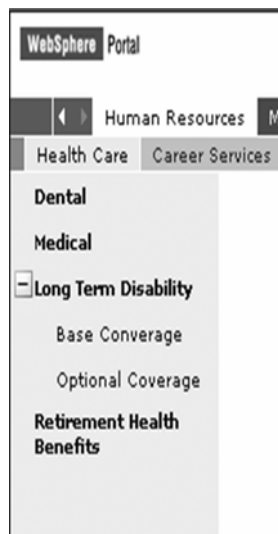 WebSphere Portal
Human Resources M
Health Care Career Services
Dental
Medical
Long Term Disability
Base Converage
Optional Coverage
Retirement Health
Benefits